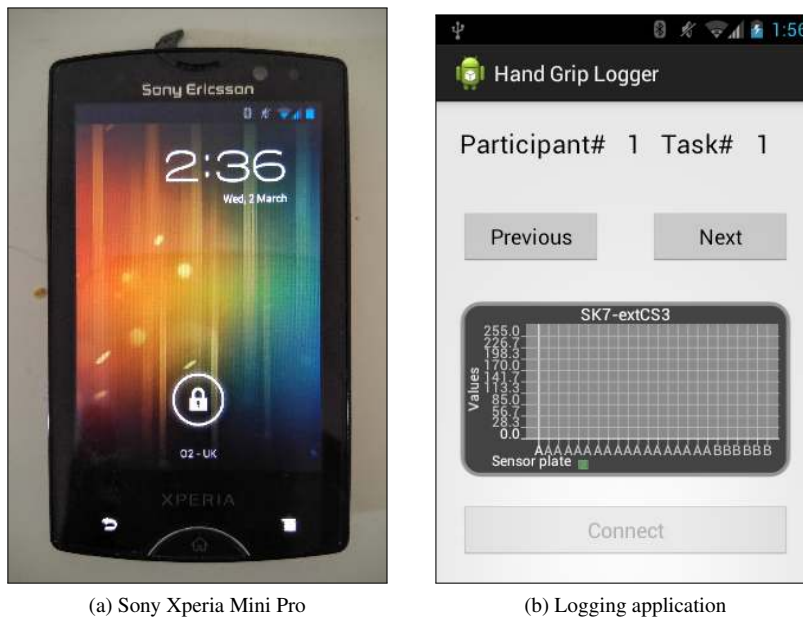 Sony Ericsson
2:36
Wed, 2 March
O2 - UK
XPERIA
(a) Sony Xperia Mini Pro
1:56
Hand Grip Logger
Participant# 1 Task# 1
Previous Next
SK7-extCS3
Values
255.0
226.7
198.3
170.0
141.7
113.3
85.0
56.7
28.3
0.0
Sensor plate
Connect
(b) Logging application